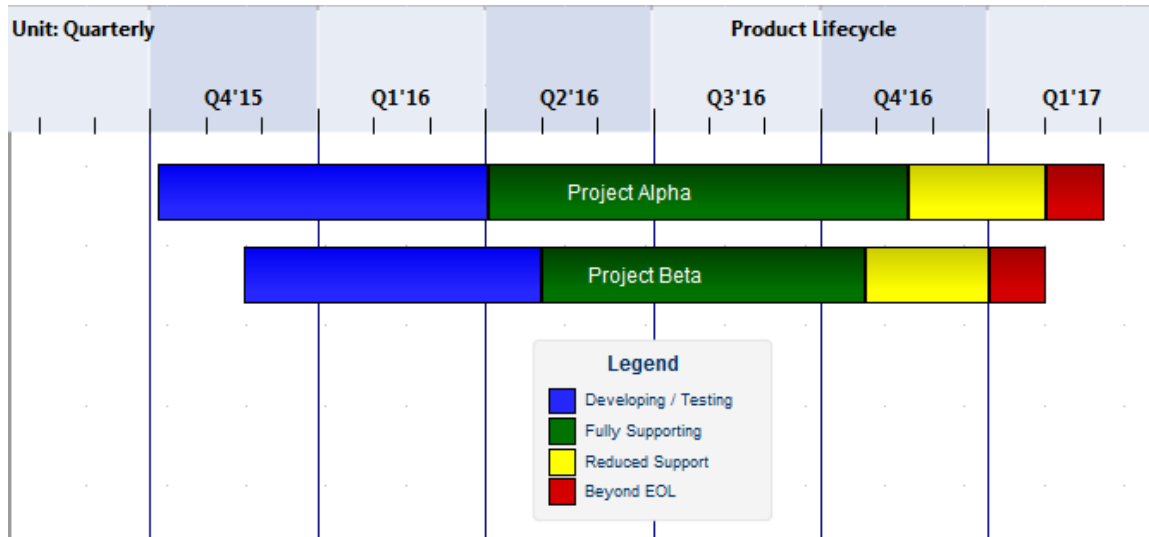 Unit: Quarterly Product Lifecycle
Q4'15 Q1'16 Q2'16 Q3'16 Q4'16 Q1'17
Project Alpha
Project Beta
Legend
Developing / Testing
Fully Supporting
Reduced Support
Beyond EOL